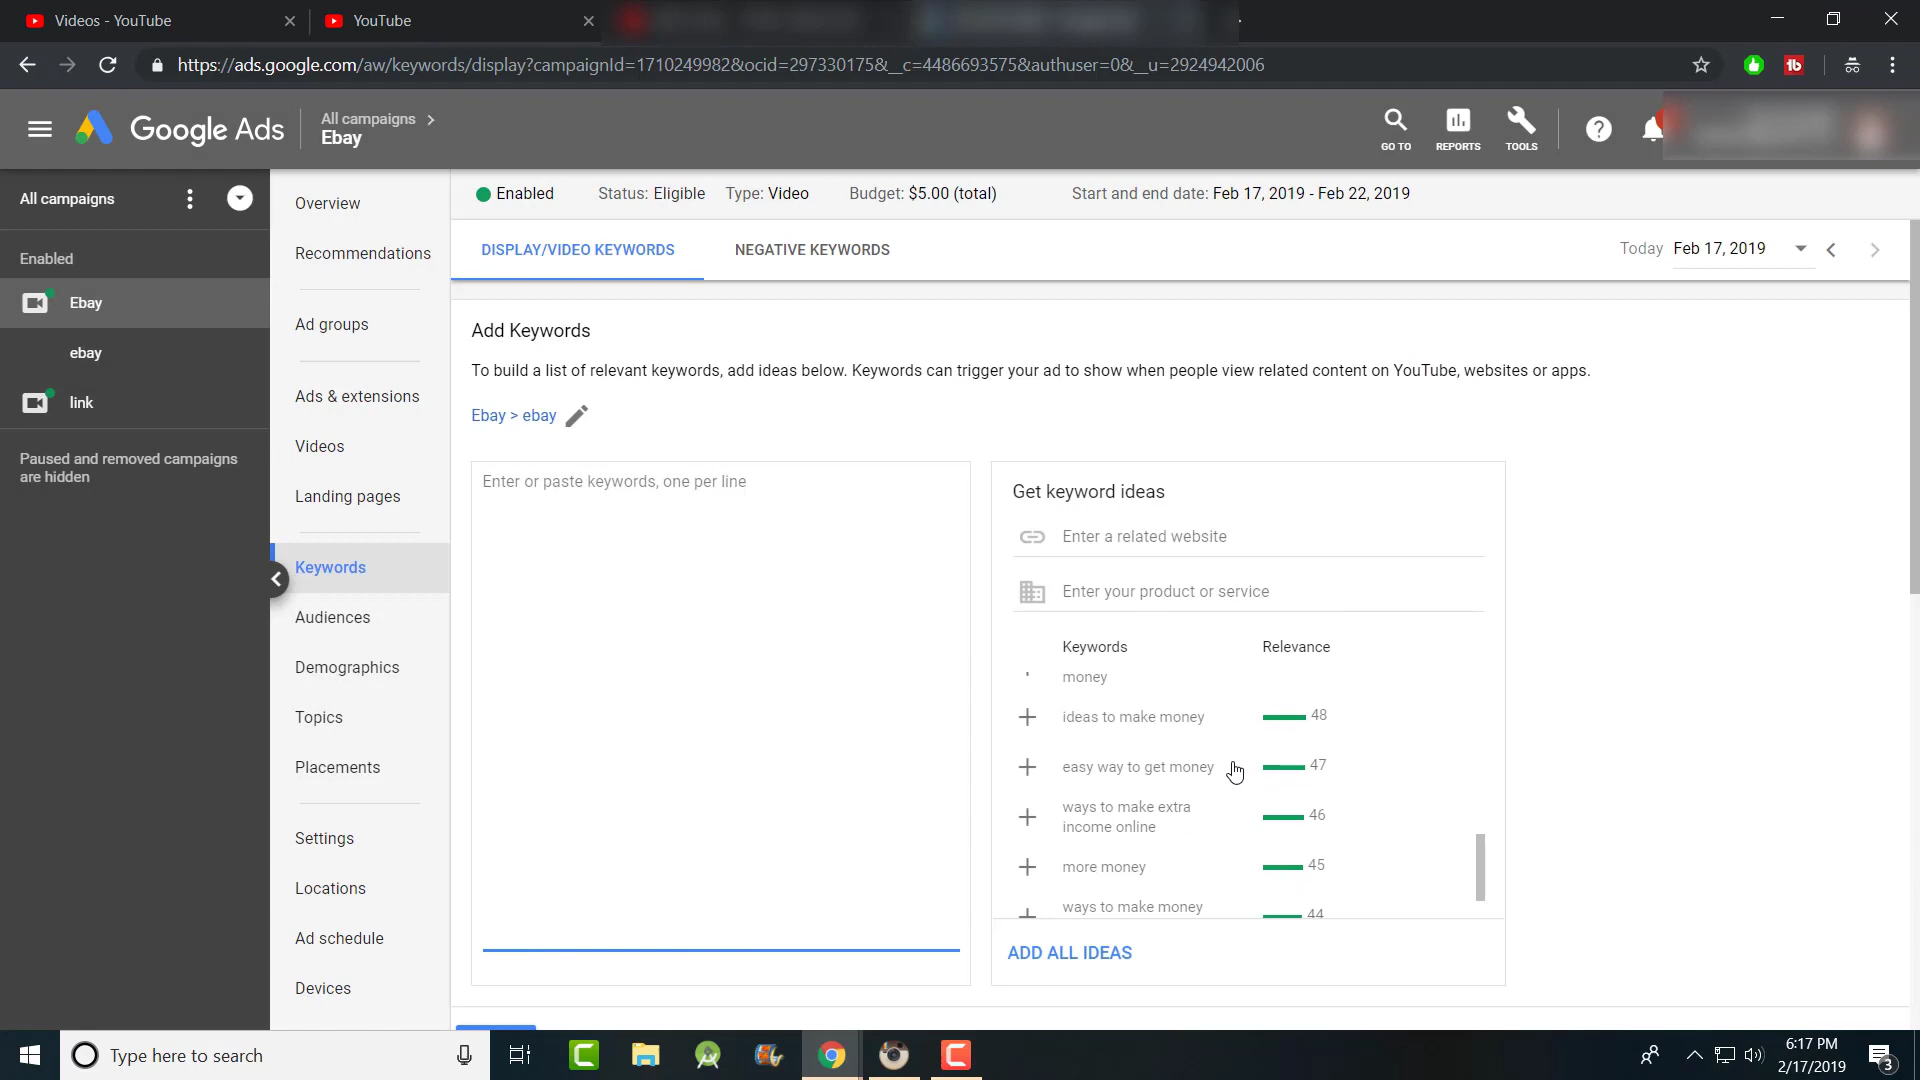 Videos - YouTube
YouTube
https://ads.google.com/aw/keywords/display?campaignId=1710249982&ocid=297330175&__c=4486693575&authuser=0&__u=2924942006
Google Ads
All campaigns
Ebay
GO TO
REPORTS
TOOLS
All campaigns
Enabled
Ebay
ebay
link
Paused and removed campaigns
are hidden
Overview
Recommendations
Ad groups
Ads & extensions
Videos
Landing pages
Keywords
Audiences
Demographics
Topics
Placements
Settings
Locations
Ad schedule
Devices
Enabled
Status: Eligible
Type: Video
Budget: $5.00 (total)
Start and end date: Feb 17, 2019 - Feb 22, 2019
DISPLAY/VIDEO KEYWORDS
NEGATIVE KEYWORDS
Today
Feb 17, 2019
Add Keywords
To build a list of relevant keywords, add ideas below. Keywords can trigger your ad to show when people view related content on YouTube, websites or apps.
Ebay > ebay
Enter or paste keywords, one per line
Get keyword ideas
Enter a related website
Enter your product or service
Keywords
Relevance
money
ideas to make money
48
easy way to get money
47
ways to make extra
income online
46
more money
45
ways to make money
44
ADD ALL IDEAS
Type here to search
6:17 PM
2/17/2019
3